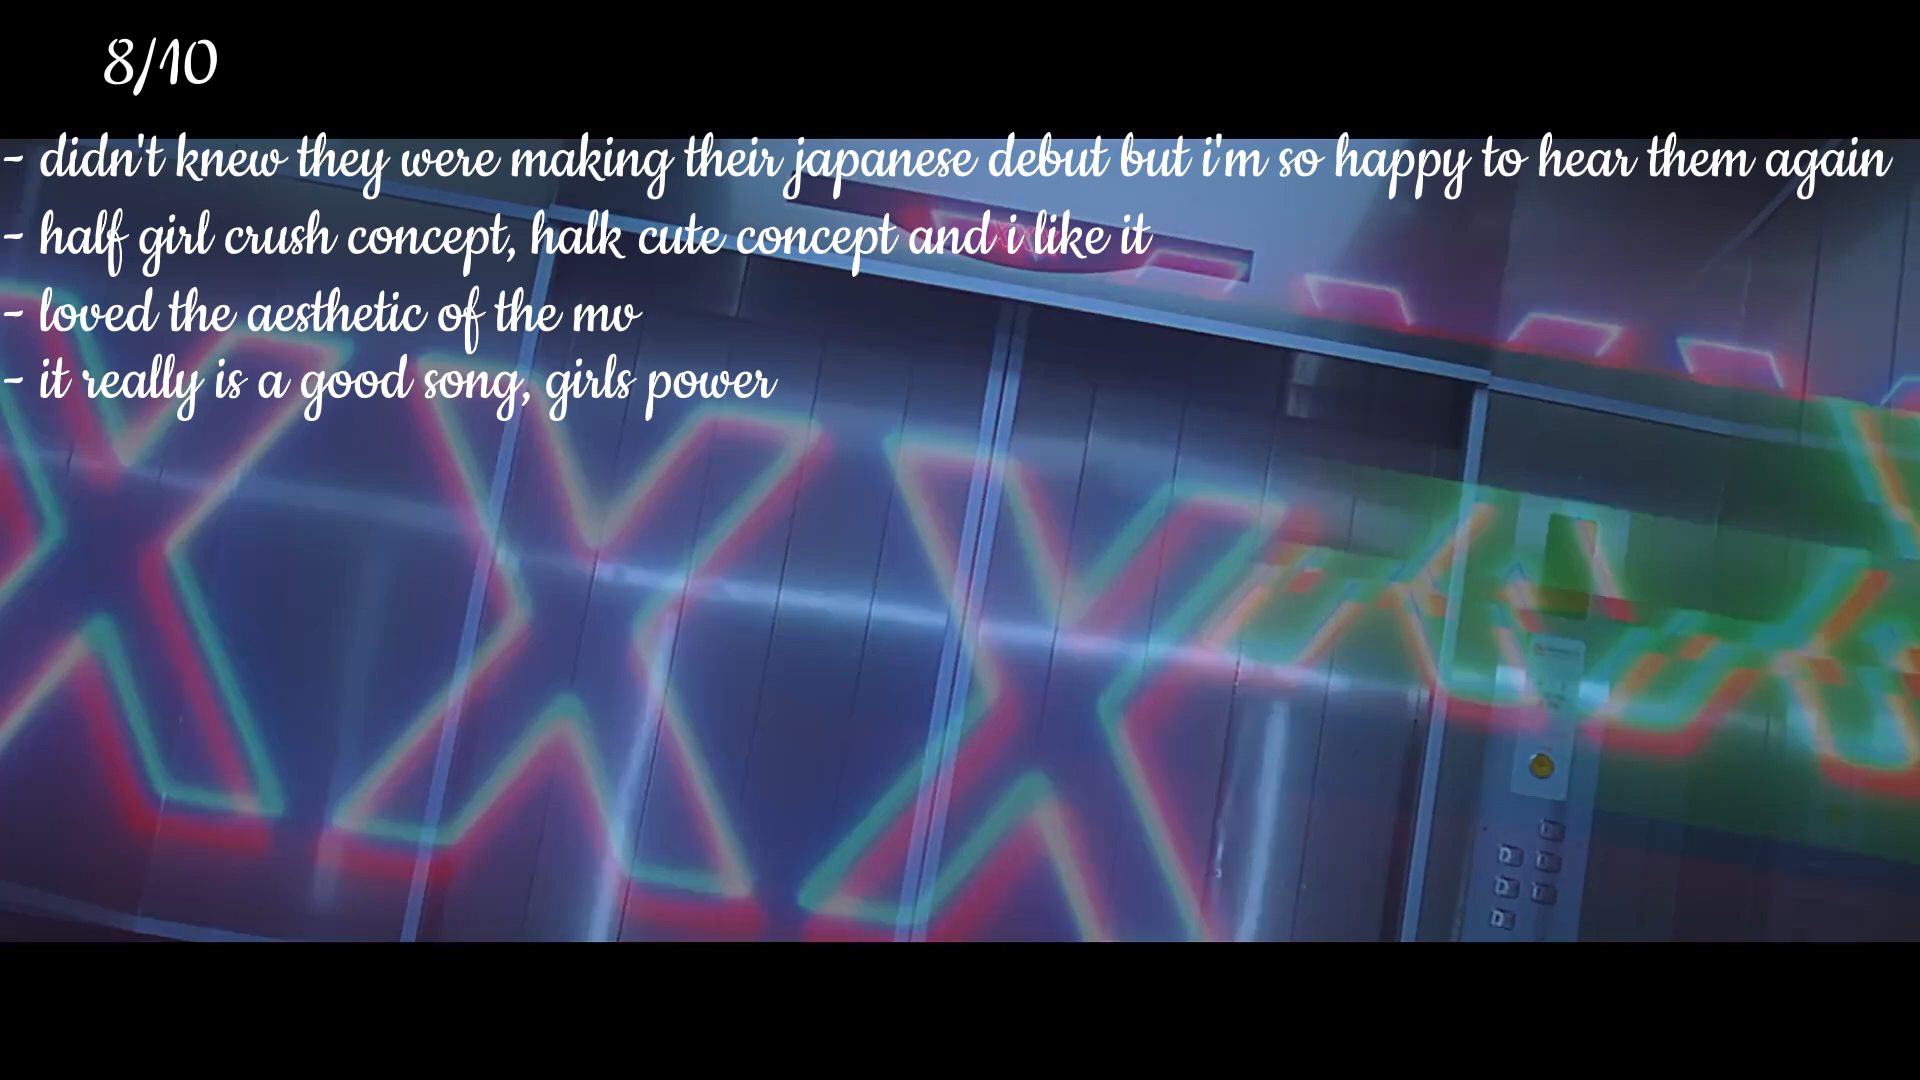 8/10
- didn't knew they were making their japanese debut but i'm so happy to hear them again
- half girl crush concept, halk cute concept and i like it
- loved the aesthetic of the mv
- it really is a good song, girls power